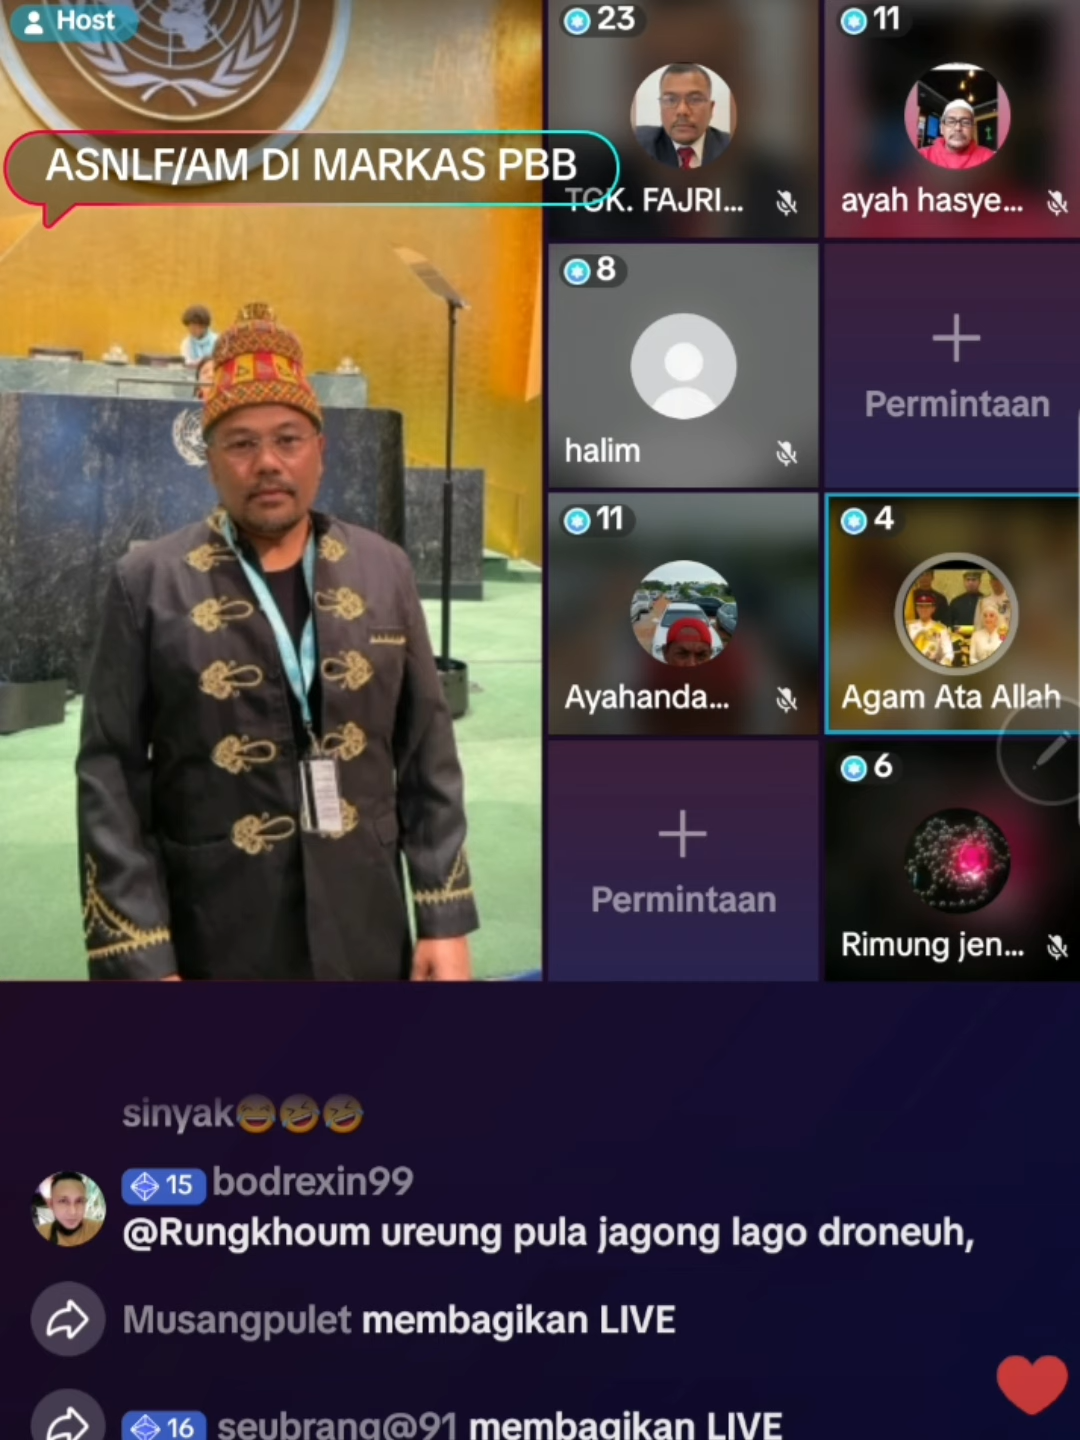 Host
ASNLF/AM DI MARKAS PBB
23
TGK. FAJRI...
11
ayah hasye...
8
halim
Permintaan
11
Ayahanda...
4
Agam Ata Allah
Permintaan
6
Rimung jen...
sinyak😂🤣🤣
15 bodrexin99
@Rungkhoum ureung pula jagong lago droneuh,
Musangpulet membagikan LIVE
16 seubrang@91 membagikan LIVE